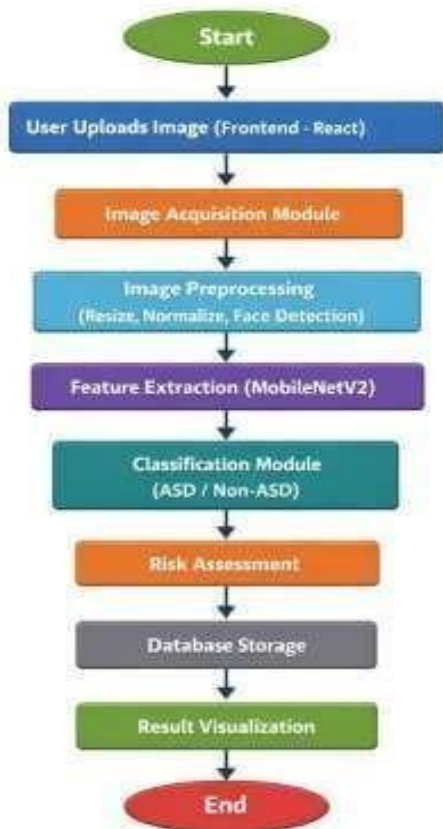 Start
User Uploads Image (Frontend - React)
Image Acquisition Module
Image Preprocessing
(Resize, Normalize, Face Detection)
Feature Extraction (MobileNetV2)
Classification Module
(ASD / Non-ASD)
Risk Assessment
Database Storage
Result Visualization
End